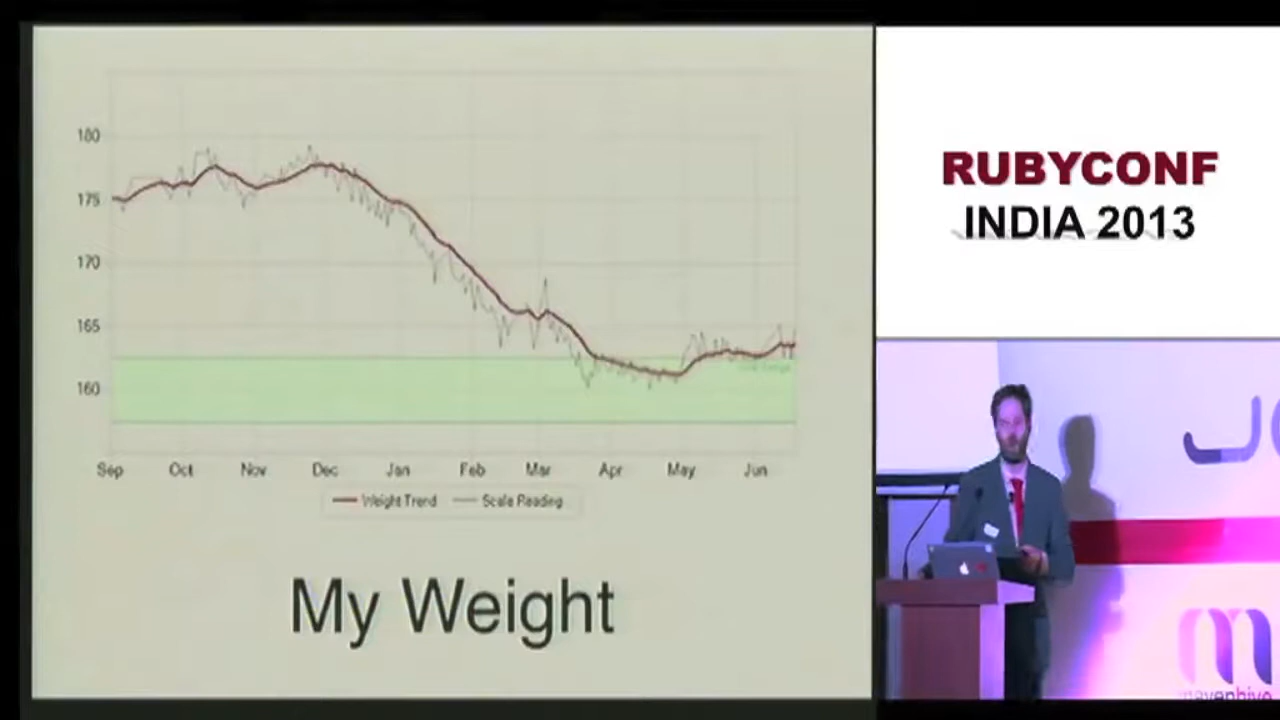 180
175
170
165
160
Sep Oct Nov Dec Jan Feb Mar Apr May Jun
Weight Trend Scale Reading
My Weight
RUBYCONF
INDIA 2013
mavenhive